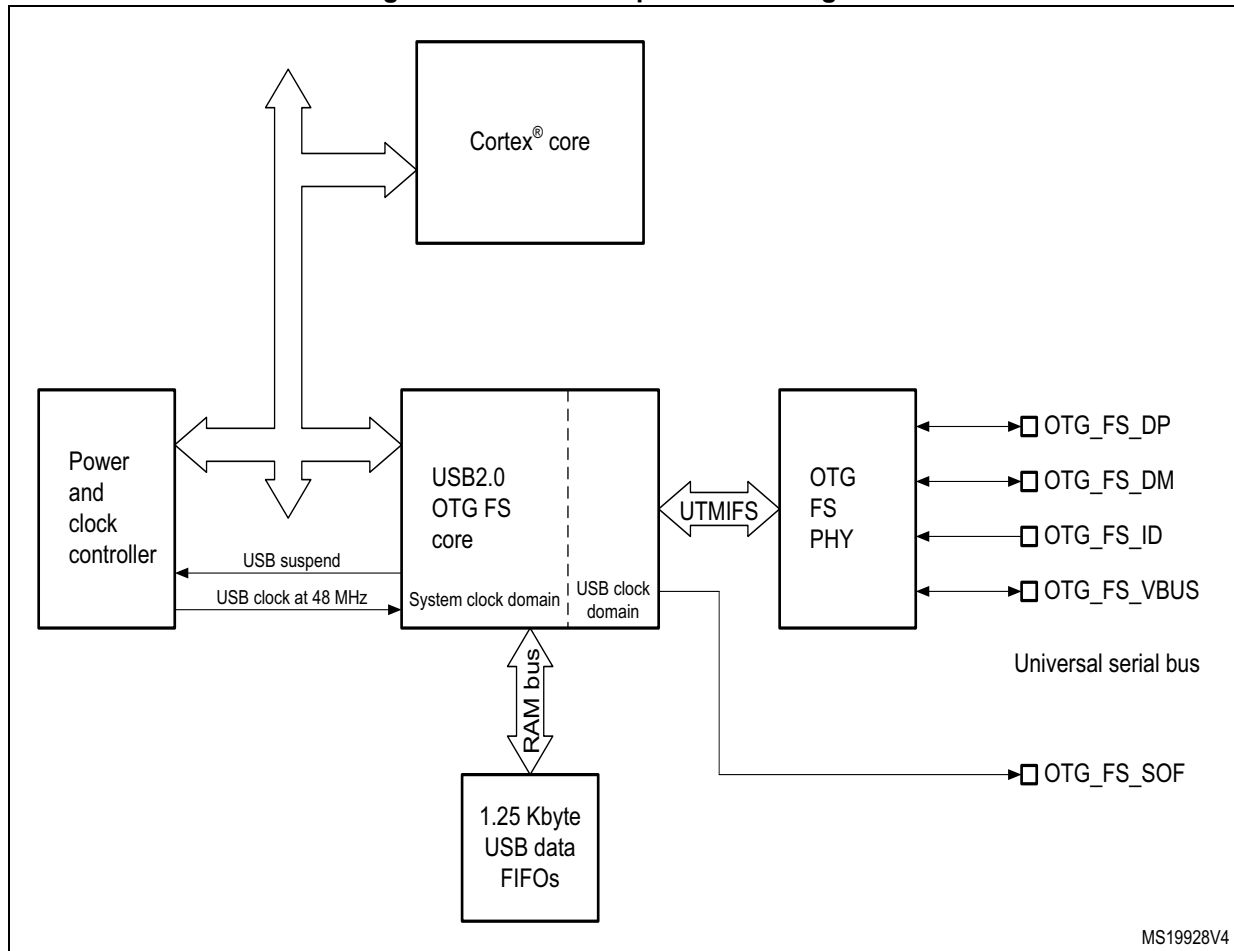 Cortex® core
Power
and
clock
controller
USB2.0
OTG FS
core
UTMIFS
OTG
FS
PHY
OTG_FS_DP
OTG_FS_DM
OTG_FS_ID
OTG_FS_VBUS
USB suspend
USB clock at 48 MHz
System clock domain
USB clock
domain
Universal serial bus
RAM bus
OTG_FS_SOF
1.25 Kbyte
USB data
FIFOs
MS19928V4